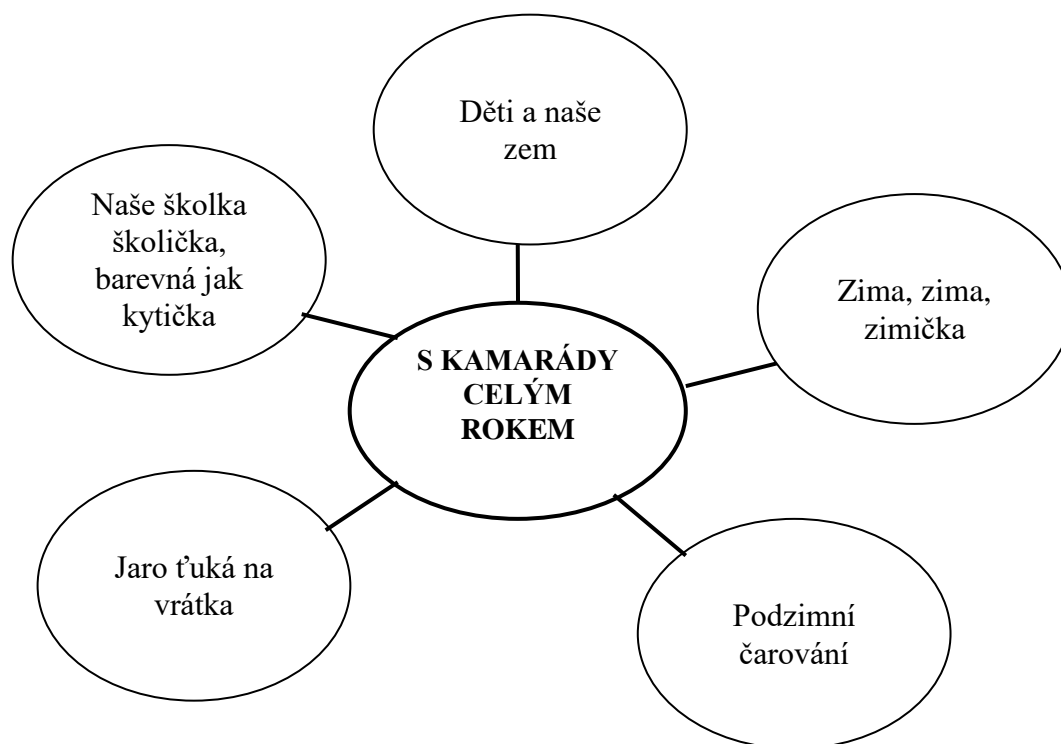 Děti a naše
zem
Naše školka
školička,
barevná jak
kytička
Zima, zima,
zimička
S KAMARÁDY
CELÝM
ROKEM
Jaro ťuká na
vrátka
Podzimní
čarování